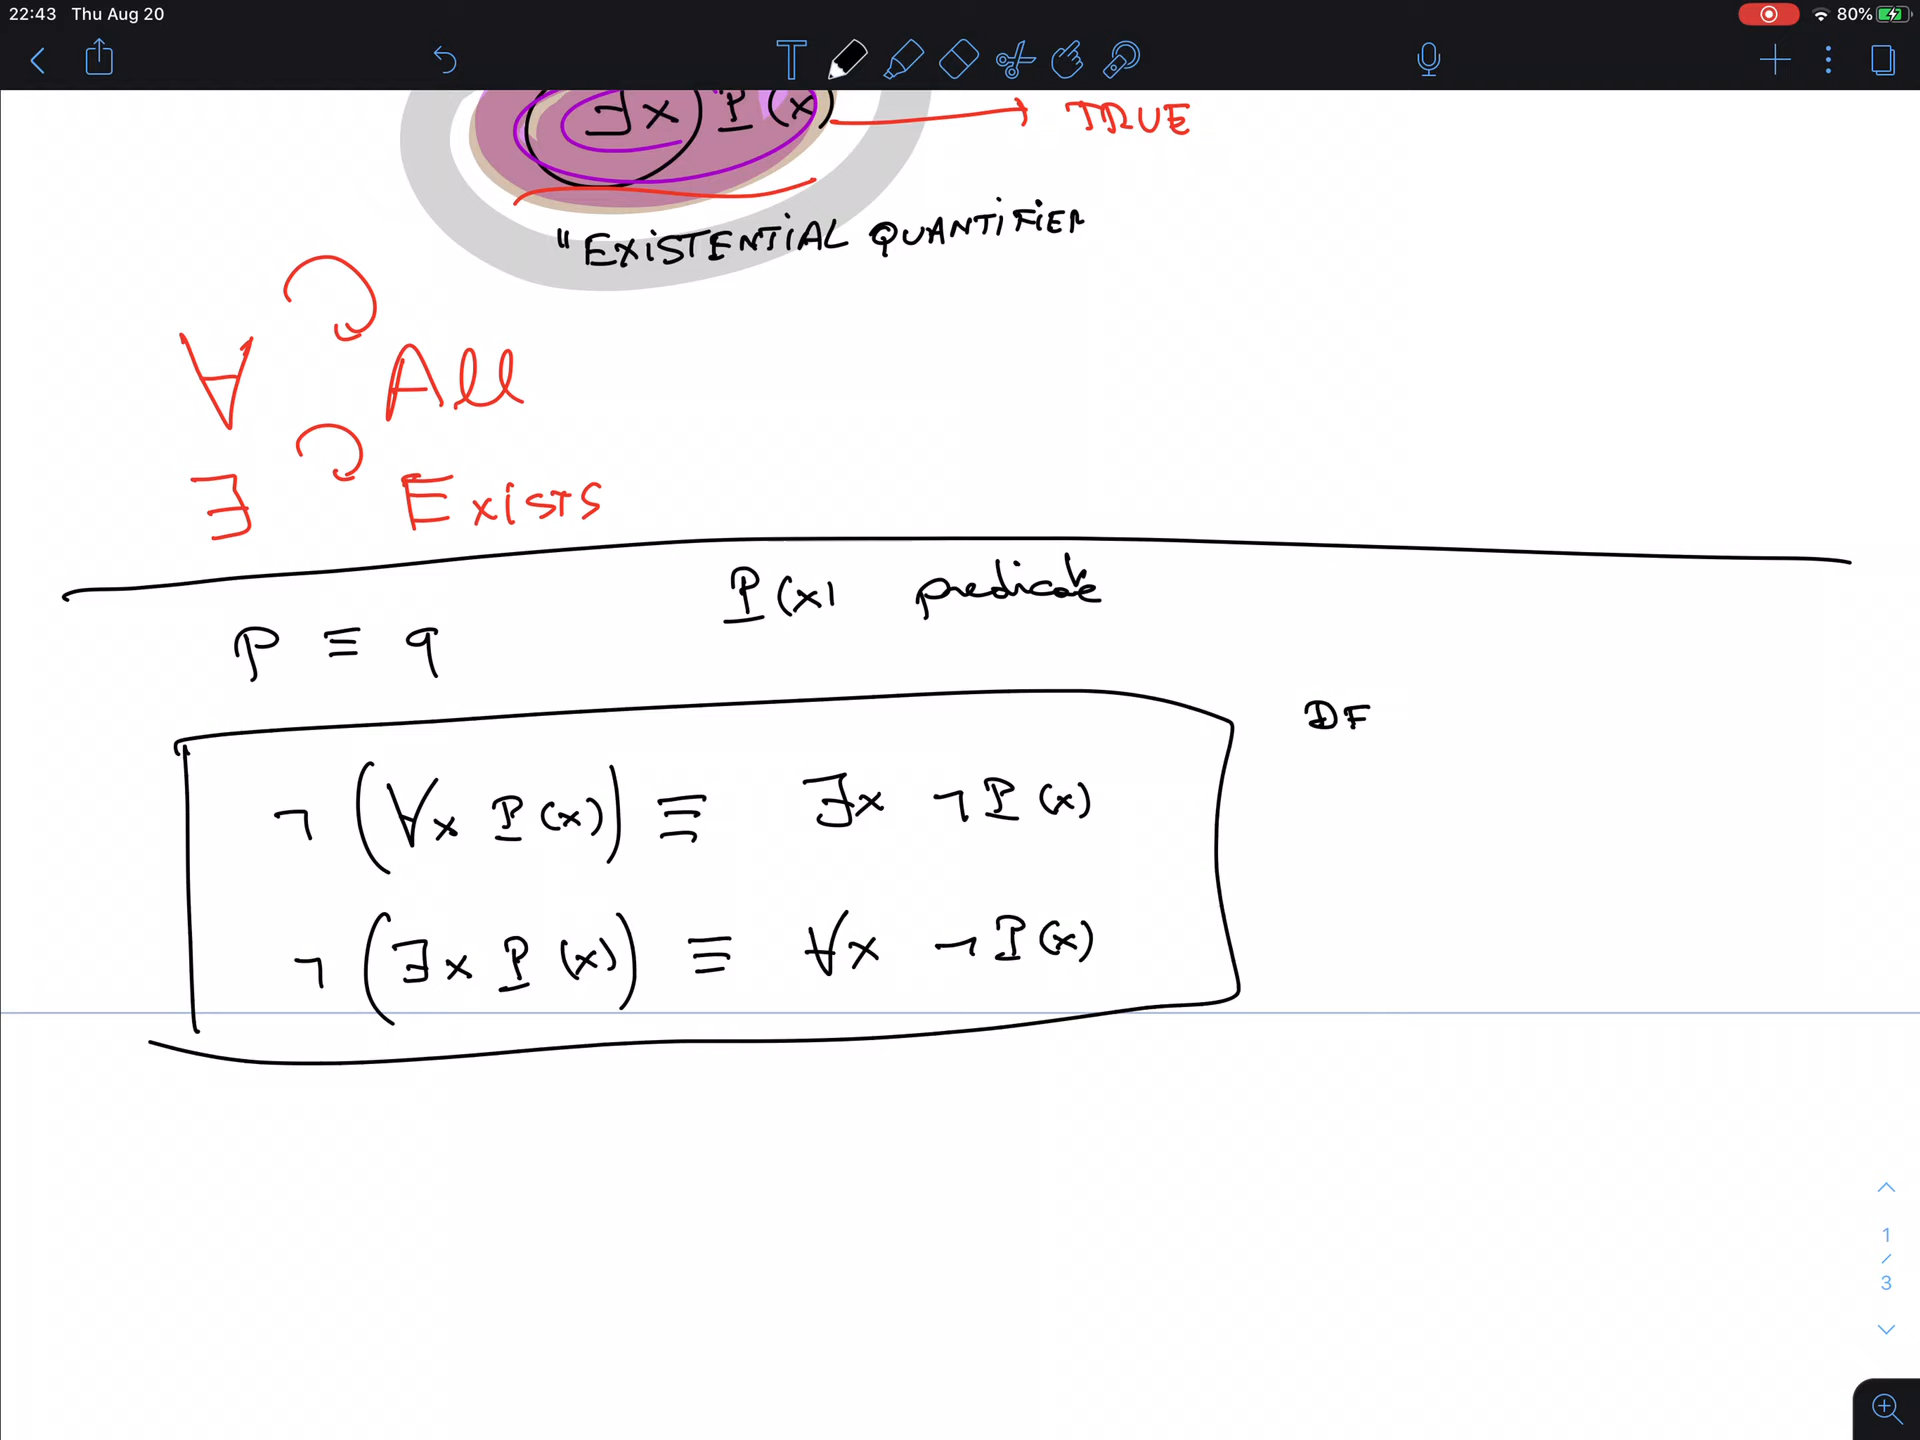 22:43 Thu Aug 20 80%
∃x) P(x) → TRUE
"EXISTENTIAL QUANTIFIER
∀ All
∃ Exists
P(x) predicate
p ≡ q
DF
¬(∀x P(x)) ≡ ∃x ¬P(x)
¬(∃x P(x)) ≡ ∀x ¬P(x)
1
/
3